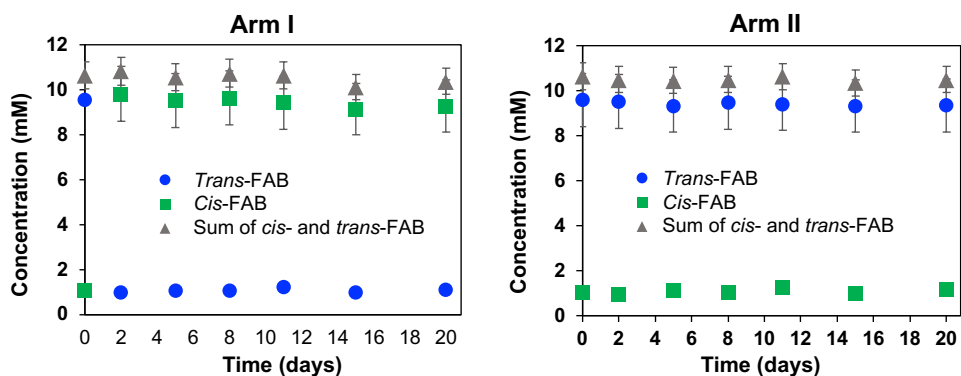 Arm I
Concentration (mM)
12
10
8
6
4
2
0
Trans-FAB
Cis-FAB
Sum of cis- and trans-FAB
0 2 4 6 8 10 12 14 16 18 20
Time (days)
Arm II
Concentration (mM)
12
10
8
6
4
2
0
Trans-FAB
Cis-FAB
Sum of cis- and trans-FAB
0 2 4 6 8 10 12 14 16 18 20
Time (days)